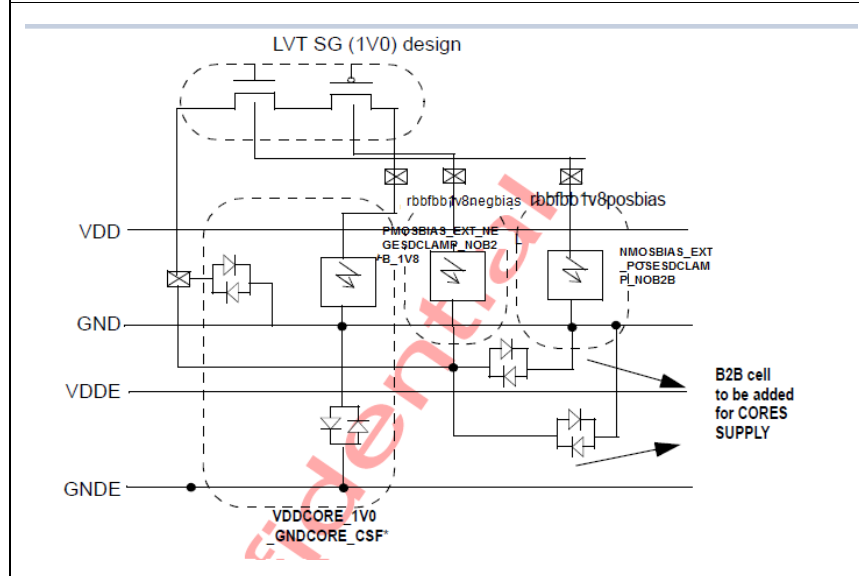 LVT SG (1V0) design
rbbfbb1v8negbias
rbbfbb1v8posbias
VDD
PMOSBIAS_EXT_NE
GESDCLAMP_NOB2
B_1V8
NMOSBIAS_EXT
_POSESDCLAM
P_NOB2B
GND
VDDE
B2B cell
to be added
for CORES
SUPPLY
GNDE
VDDCORE_1V0
_GNDCORE_CSF*
fidential